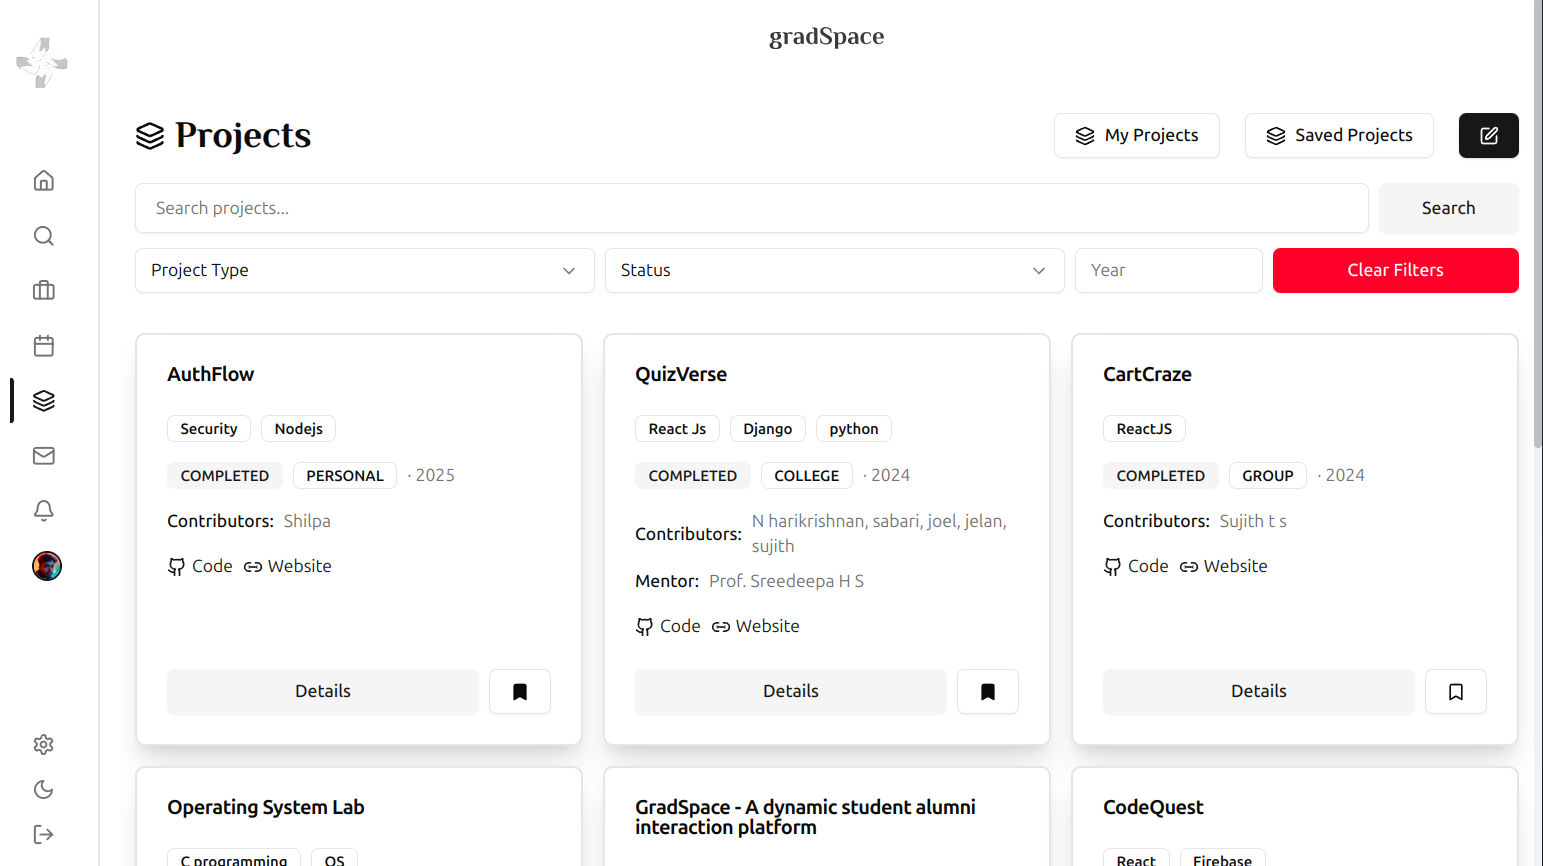 gradSpace
Projects
My Projects
Saved Projects
Search projects...
Search
Project Type
Status
Year
Clear Filters
AuthFlow
Security
Nodejs
COMPLETED
PERSONAL
· 2025
Contributors: Shilpa
Code
Website
Details
QuizVerse
React Js
Django
python
COMPLETED
COLLEGE
· 2024
Contributors: N harikrishnan, sabari, joel, jelan,
sujith
Mentor: Prof. Sreedeepa H S
Code
Website
Details
CartCraze
ReactJS
COMPLETED
GROUP
· 2024
Contributors: Sujith t s
Code
Website
Details
Operating System Lab
C programming
OS
GradSpace - A dynamic student alumni
interaction platform
CodeQuest
React
Firebase